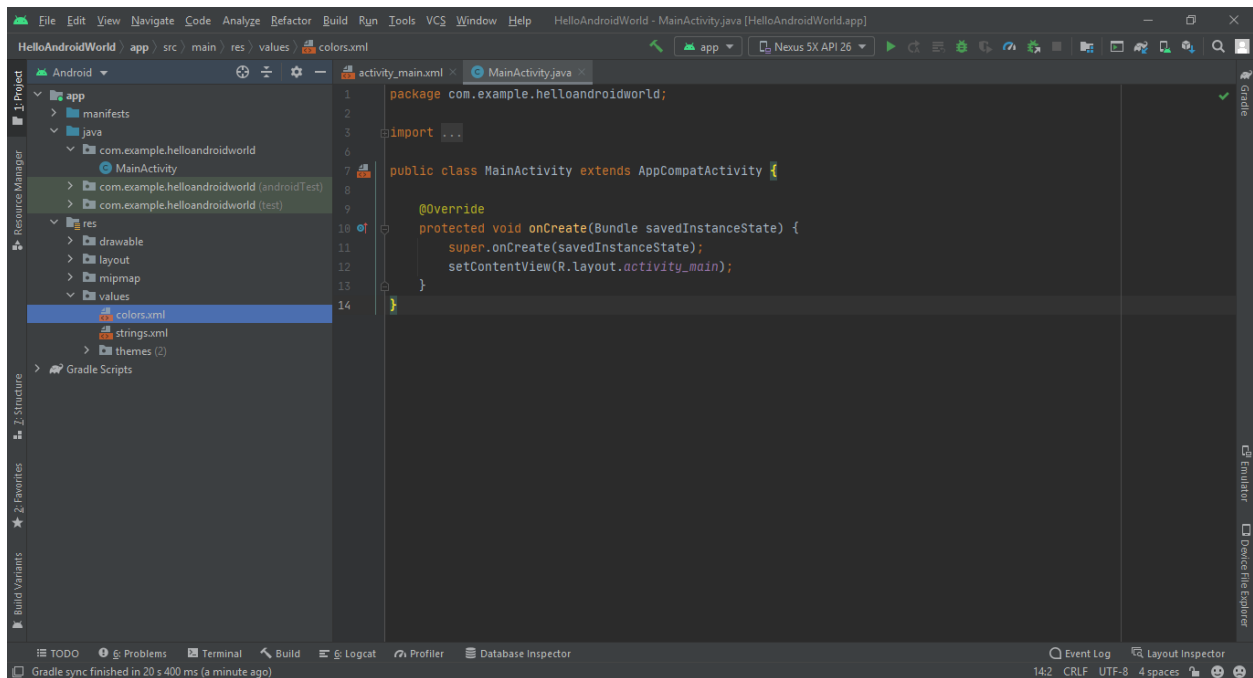 File Edit View Navigate Code Analyze Refactor Build Run Tools VCS Window Help HelloAndroidWorld - MainActivity.java [HelloAndroidWorld.app]
HelloAndroidWorld app src main res values colors.xml app Nexus 5X API 26
Android activity_main.xml MainActivity.java
1: Project
Resource Manager
Z: Structure
2: Favorites
Build Variants
app
manifests
java
com.example.helloandroidworld
MainActivity
com.example.helloandroidworld (androidTest)
com.example.helloandroidworld (test)
res
drawable
layout
mipmap
values
colors.xml
strings.xml
themes (2)
Gradle Scripts
1 package com.example.helloandroidworld;
2
3 import ...
6
7 public class MainActivity extends AppCompatActivity {
8
9 @Override
10 protected void onCreate(Bundle savedInstanceState) {
11 super.onCreate(savedInstanceState);
12 setContentView(R.layout.activity_main);
13 }
14 }
Gradle
Emulator
Device File Explorer
TODO 6: Problems Terminal Build 6: Logcat Profiler Database Inspector Event Log Layout Inspector
Gradle sync finished in 20 s 400 ms (a minute ago) 14:2 CRLF UTF-8 4 spaces